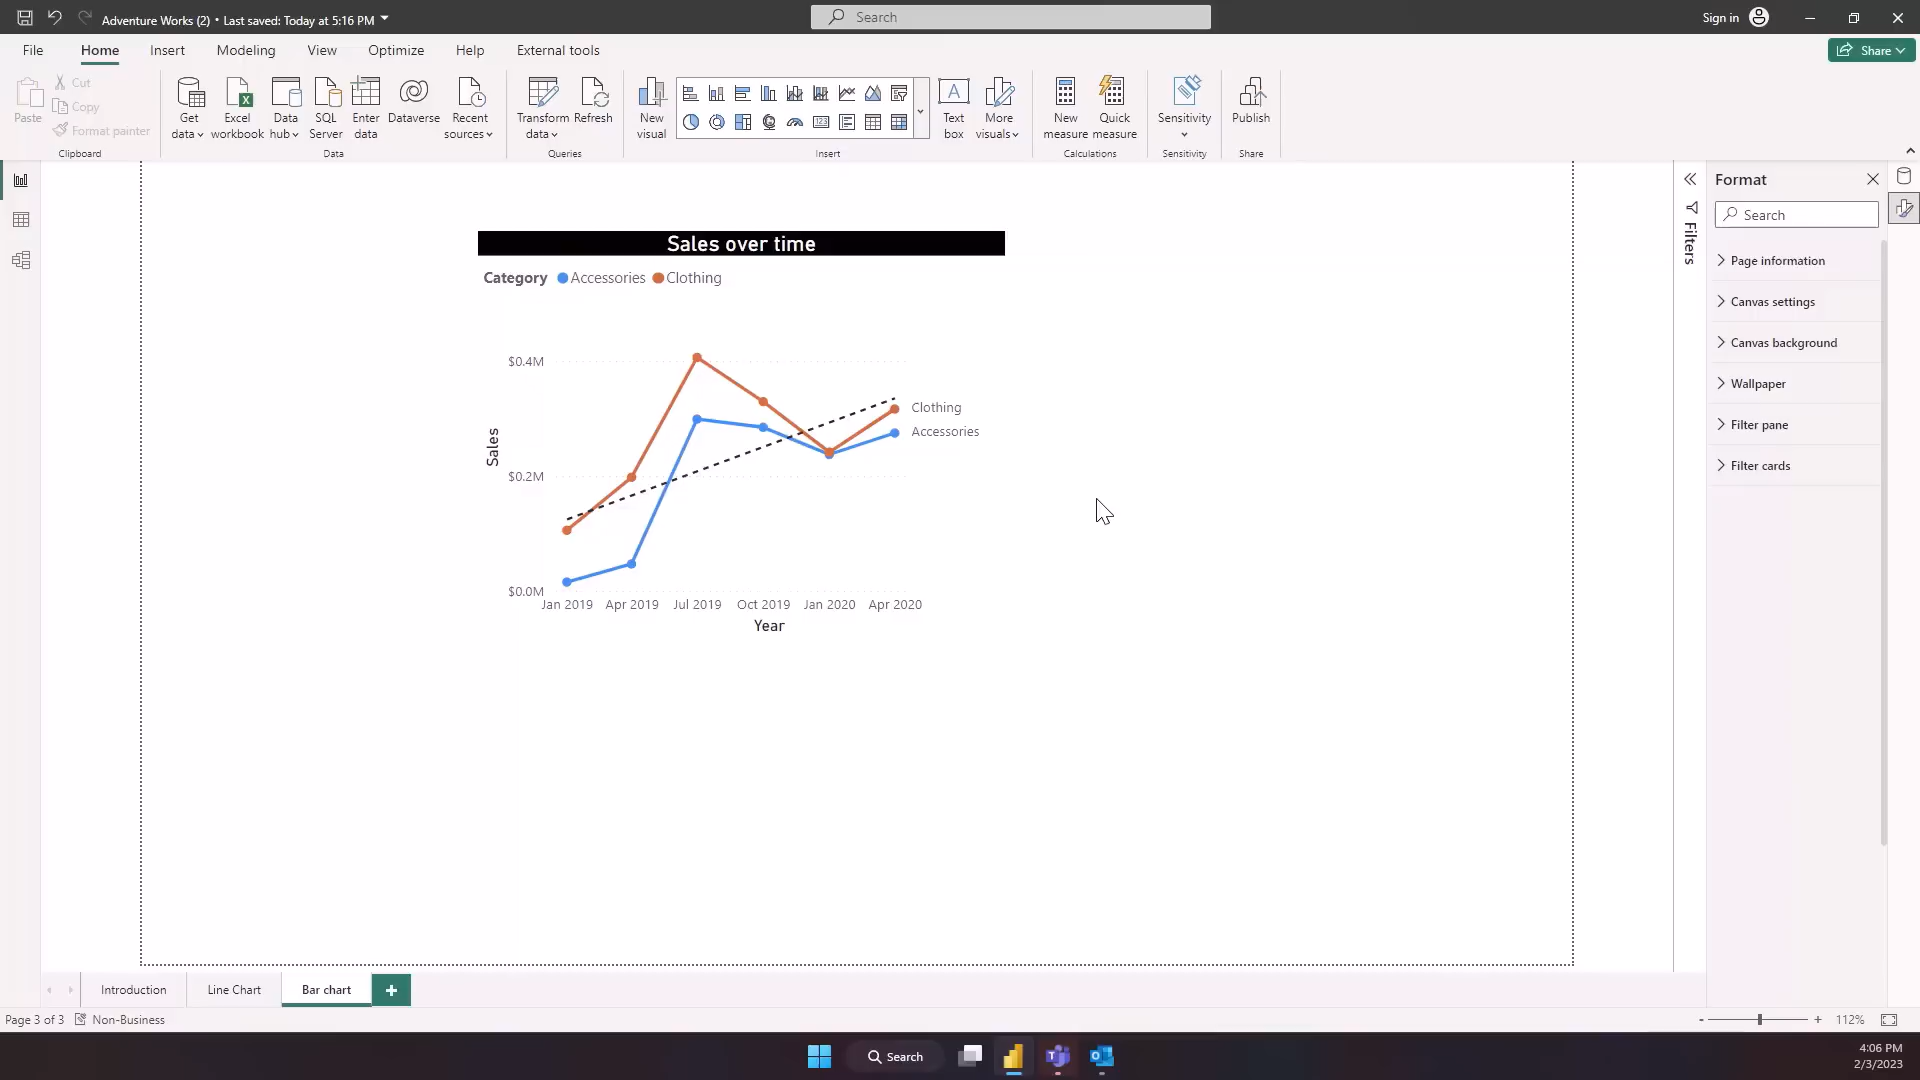 Adventure Works (2) • Last saved: Today at 5:16 PM
Search
Sign in
File Home Insert Modeling View Optimize Help External tools
Share
Paste
Cut
Copy
Format painter
Clipboard
Get data
Excel workbook
Data hub
SQL Server
Enter data
Dataverse
Recent sources
Data
Transform data
Refresh
Queries
New visual
Insert
Text box
More visuals
New measure
Quick measure
Calculations
Sensitivity
Sensitivity
Publish
Share
Sales over time
Category Accessories Clothing
$0.4M
$0.2M
$0.0M
Sales
Clothing
Accessories
Jan 2019 Apr 2019 Jul 2019 Oct 2019 Jan 2020 Apr 2020
Year
Filters
Format
Search
Page information
Canvas settings
Canvas background
Wallpaper
Filter pane
Filter cards
Introduction Line Chart Bar chart +
Page 3 of 3 Non-Business
- + 112%
Search
4:06 PM
2/3/2023